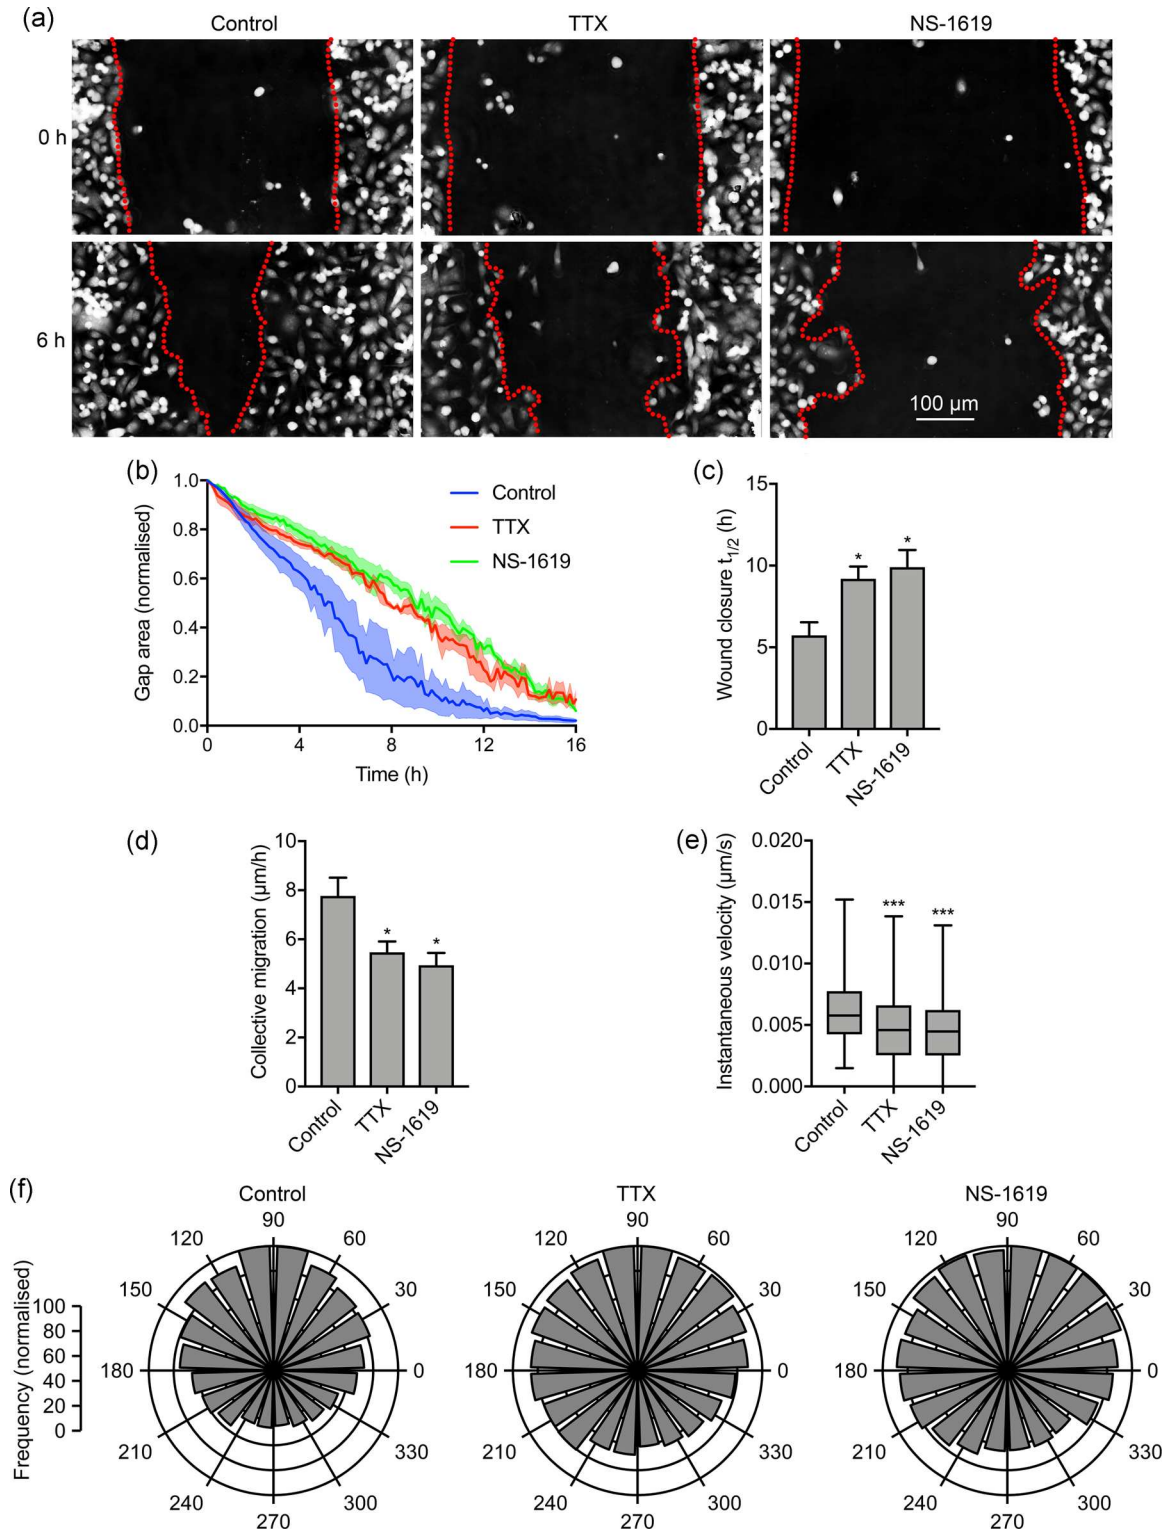 (a)
Control TTX NS-1619
0 h
6 h
100 µm
(b)
Gap area (normalised)
1.0
0.8
0.6
0.4
0.2
0.0
0 4 8 12 16
Time (h)
Control
TTX
NS-1619
(c)
Wound closure t1/2 (h)
15
10
5
0
* *
Control TTX NS-1619
(d)
Collective migration (µm/h)
10
8
6
4
2
0
* *
Control TTX NS-1619
(e)
Instantaneous velocity (µm/s)
0.020
0.015
0.010
0.005
0.000
*** ***
Control TTX NS-1619
(f)
Frequency (normalised)
100
80
60
40
20
0
Control
90
120 60
150 30
180 0
210 330
240 300
270
TTX
90
120 60
150 30
180 0
210 330
240 300
270
NS-1619
90
120 60
150 30
180 0
210 330
240 300
270